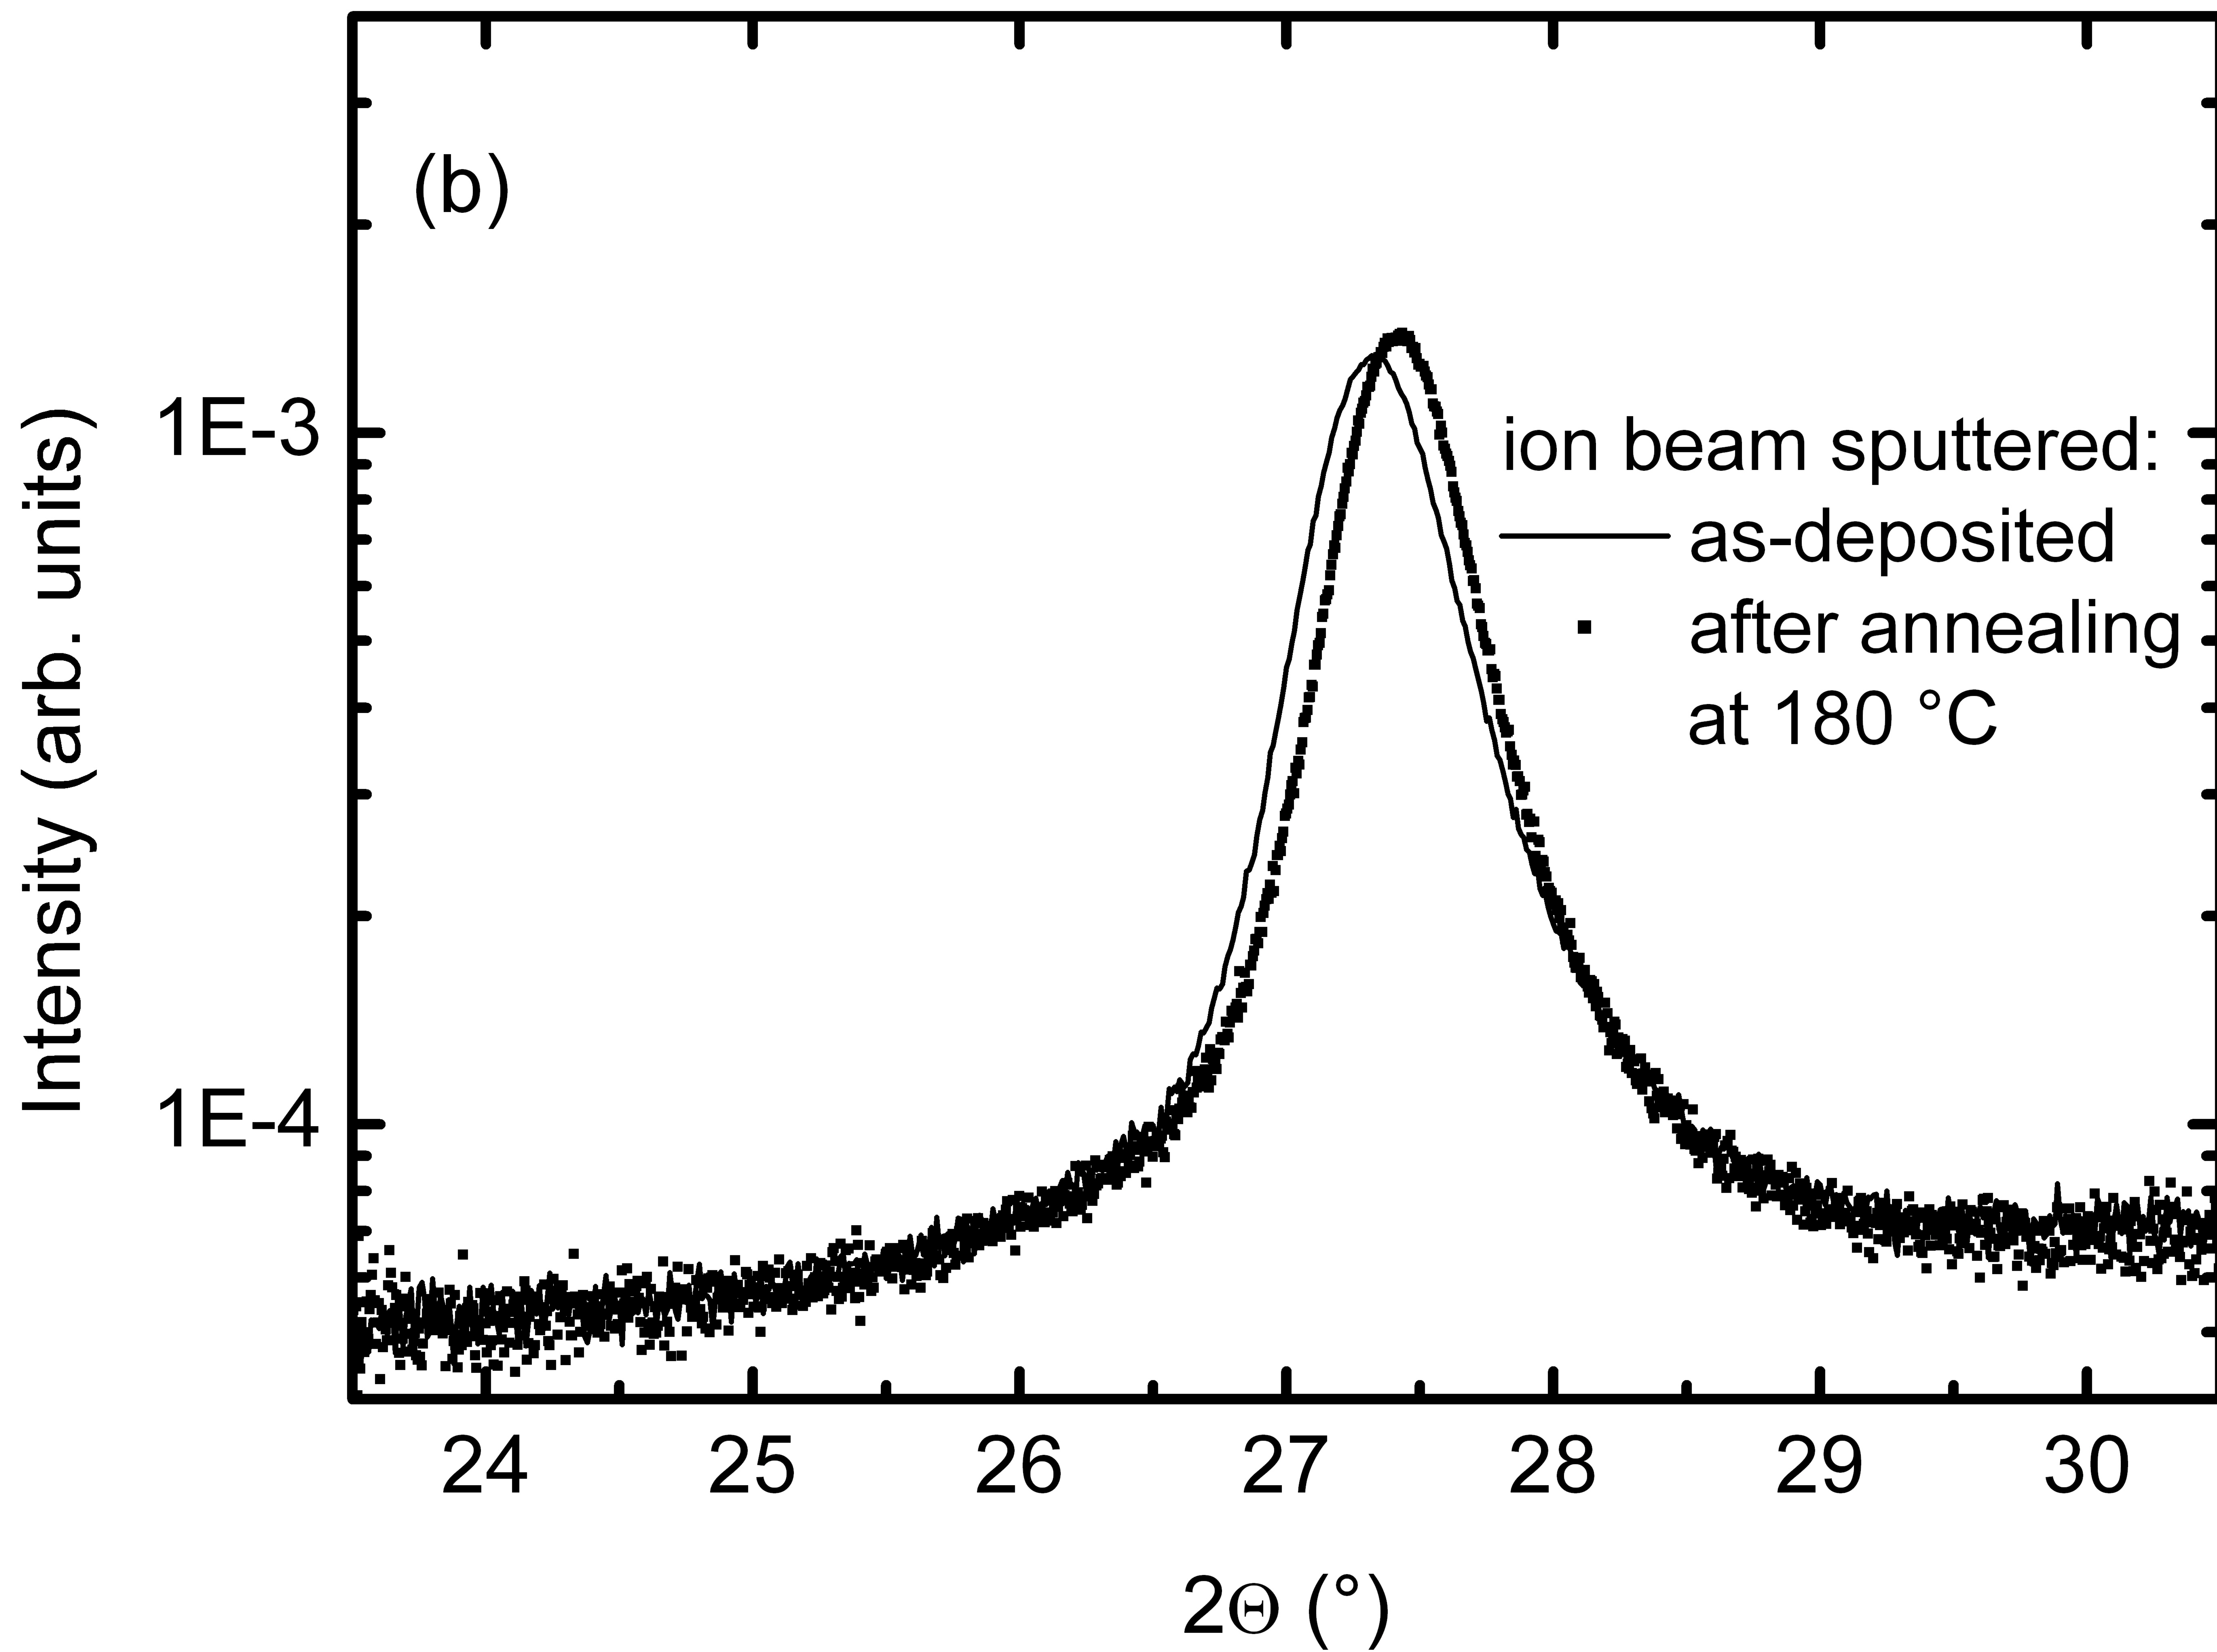 (b)
Intensity (arb. units)
1E-3
1E-4
ion beam sputtered:
as-deposited
after annealing
at 180 °C
24 25 26 27 28 29 30
2Θ (°)